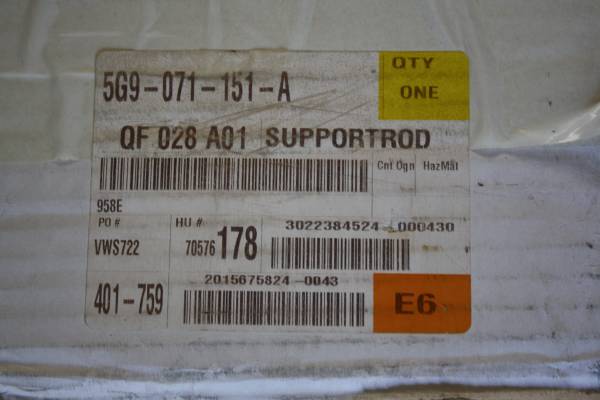 5G9-071-151-A
QTY
ONE
QF 028 A01 SUPPORTROD
Cnt Ogn HazMat
958E
PO #
HU #
3022384524-000430
VWS722
70576 178
2015675824-0043
401-759
E6